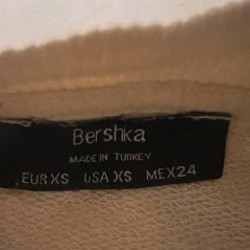 Bershka
MADE IN TURKEY
EUR XS USA XS MEX 24